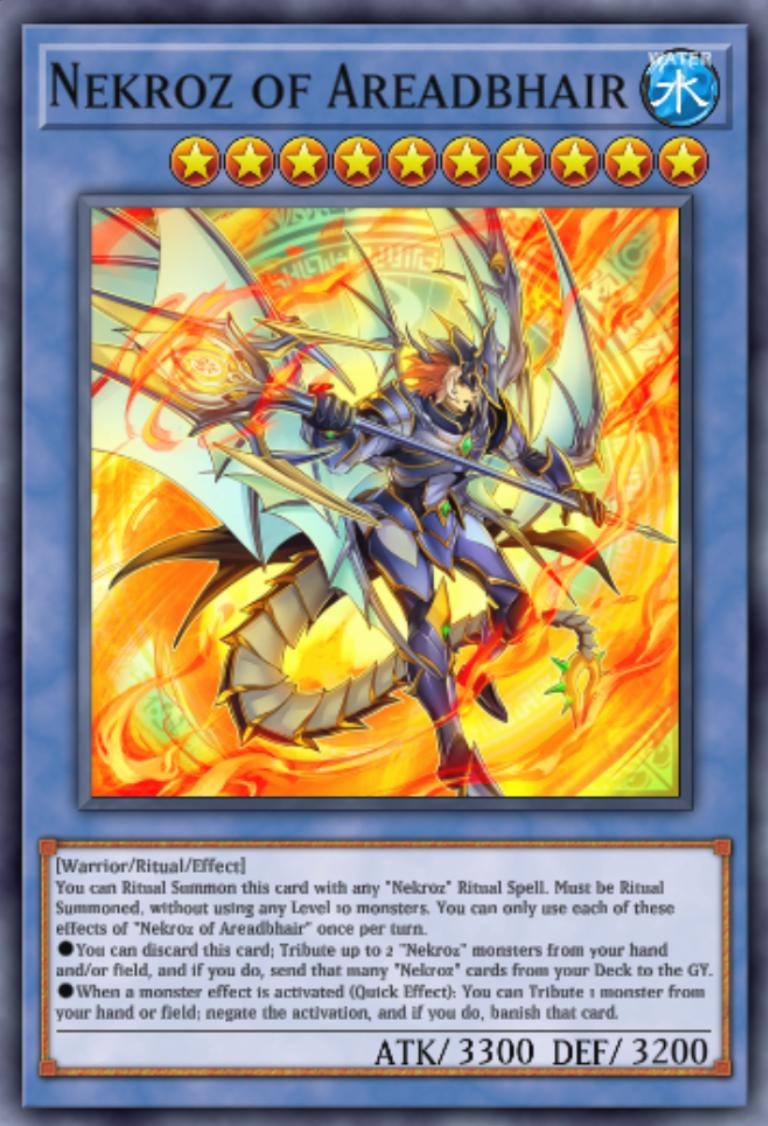 NEKROZ OF AREADBHAIR
WATER
水
[Warrior/Ritual/Effect]
You can Ritual Summon this card with any "Nekroz" Ritual Spell. Must be Ritual
Summoned, without using any Level 10 monsters. You can only use each of these
effects of "Nekroz of Areadbhair" once per turn.
●You can discard this card; Tribute up to 2 "Nekroz" monsters from your hand
and/or field, and if you do, send that many "Nekroz" cards from your Deck to the GY.
●When a monster effect is activated (Quick Effect): You can Tribute 1 monster from
your hand or field; negate the activation, and if you do, banish that card.
ATK/ 3300 DEF/ 3200